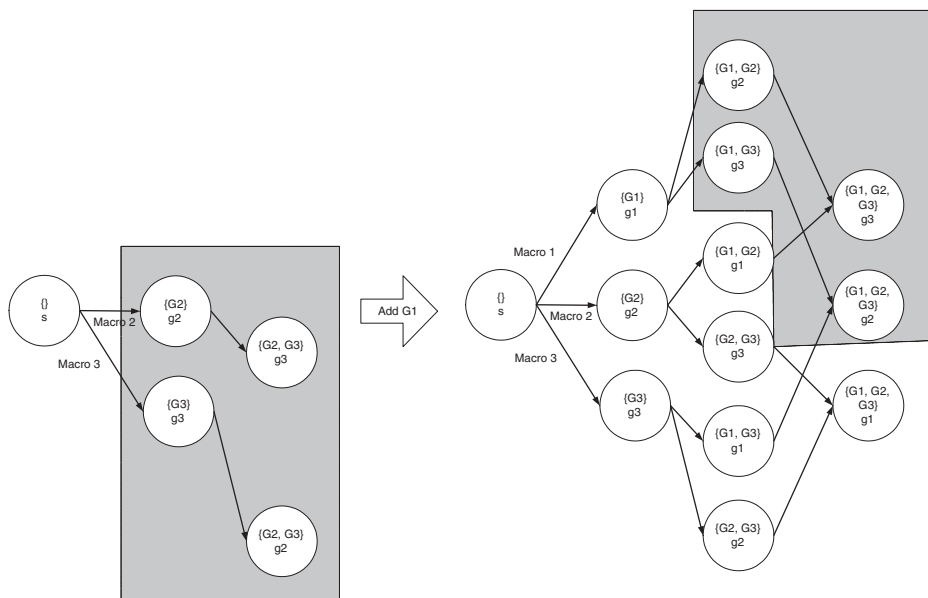 {}
s
Macro 2
Macro 3
{G2}
g2
{G3}
g3
{G2, G3}
g3
{G2, G3}
g2
Add G1
{}
s
Macro 1
Macro 2
Macro 3
{G1}
g1
{G2}
g2
{G3}
g3
{G1, G2}
g2
{G1, G3}
g3
{G1, G2}
g1
{G2, G3}
g3
{G1, G3}
g1
{G2, G3}
g2
{G1, G2,
G3}
g3
{G1, G2,
G3}
g2
{G1, G2,
G3}
g1